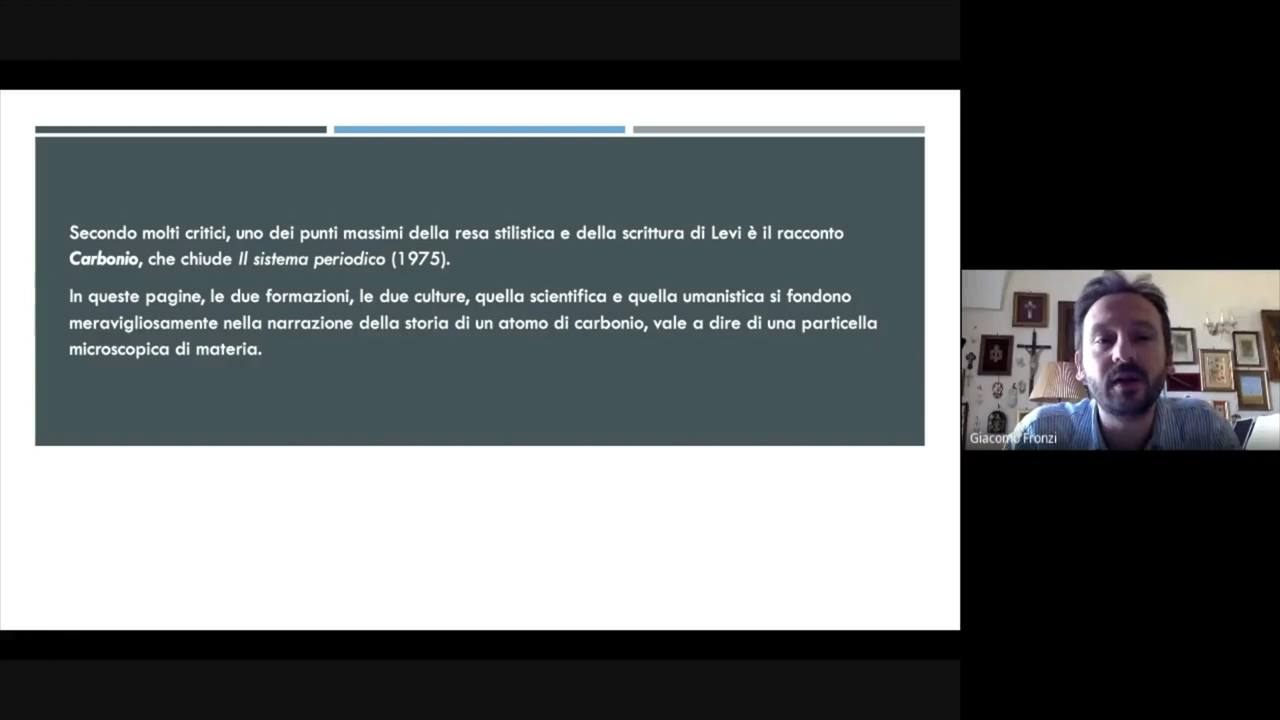 Secondo molti critici, uno dei punti massimi della resa stilistica e della scrittura di Levi è il racconto
Carbonio, che chiude Il sistema periodico (1975).
In queste pagine, le due formazioni, le due culture, quella scientifica e quella umanistica si fondono
meravigliosamente nella narrazione della storia di un atomo di carbonio, vale a dire di una particella
microscopica di materia.
Giacomo Fronzi